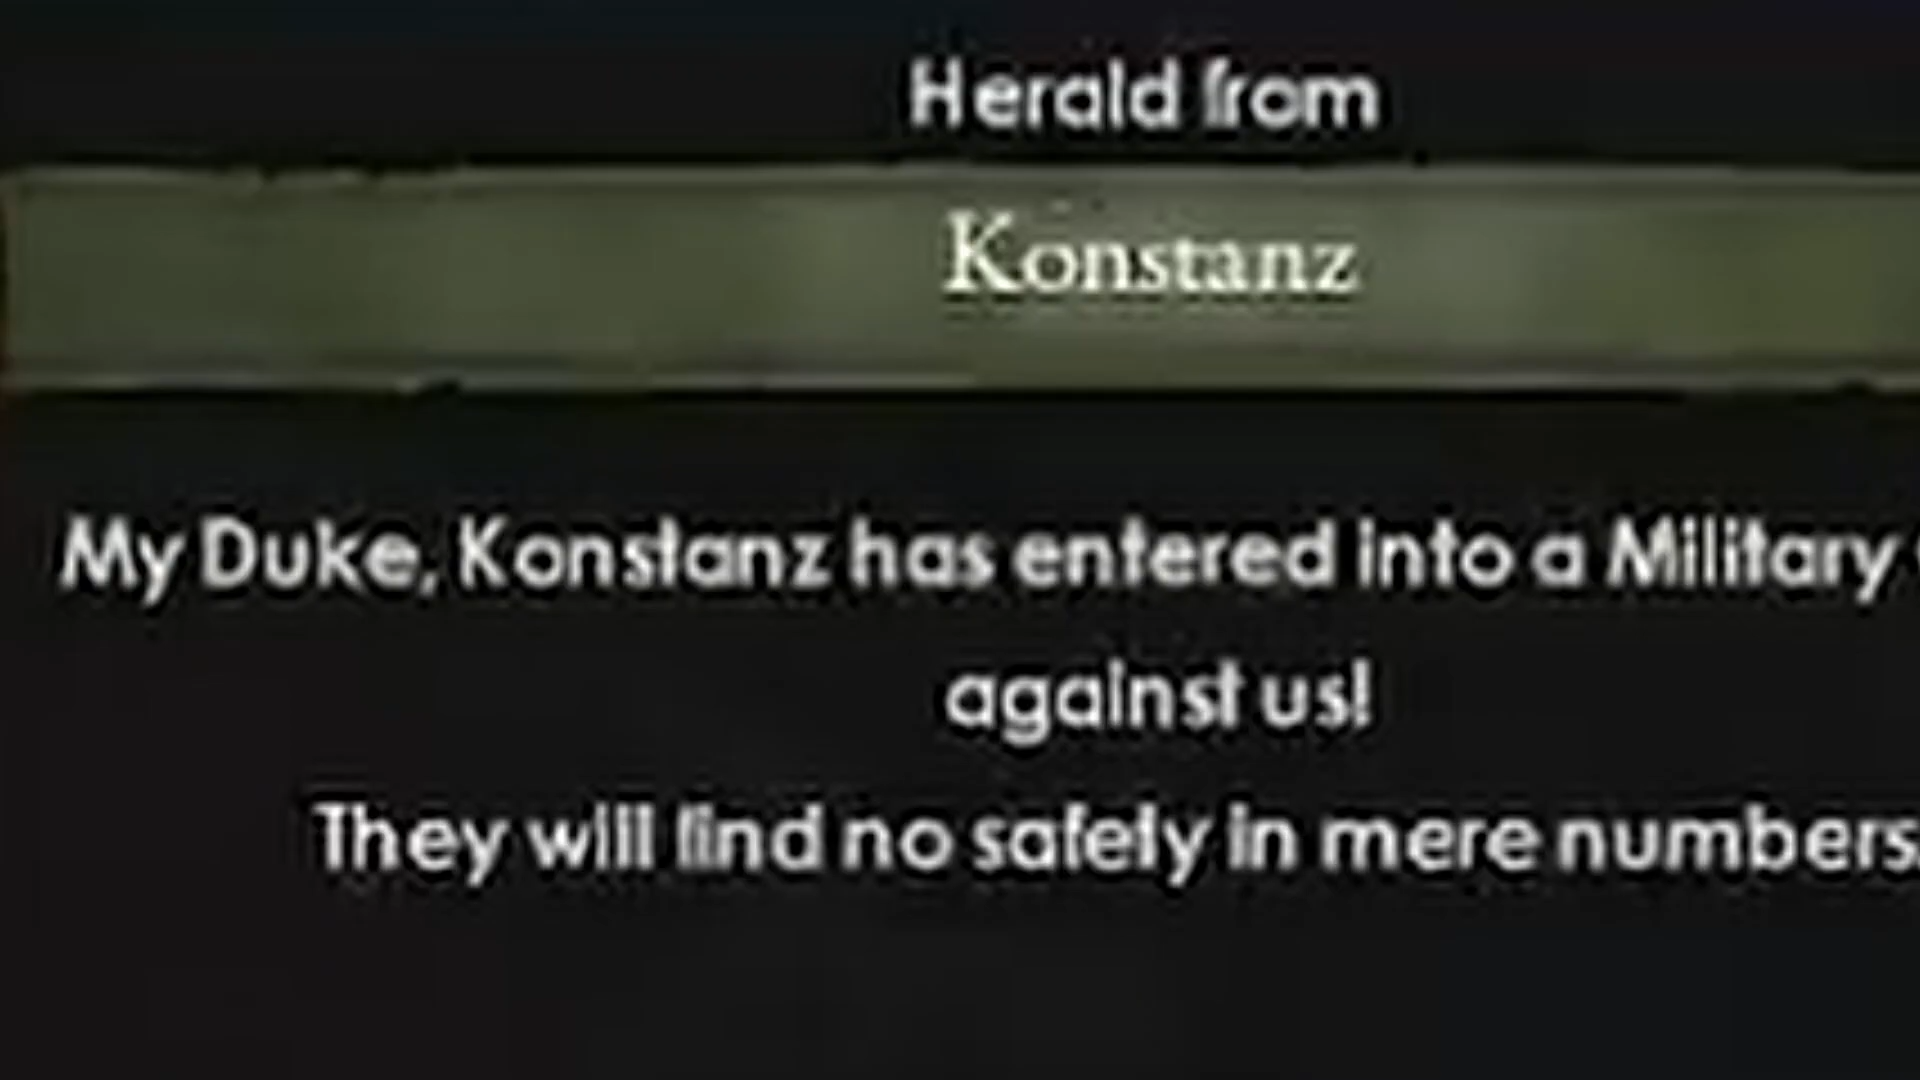 Herald from
Konstanz
My Duke, Konstanz has entered into a Military
against us!
They will find no safety in mere numbers.